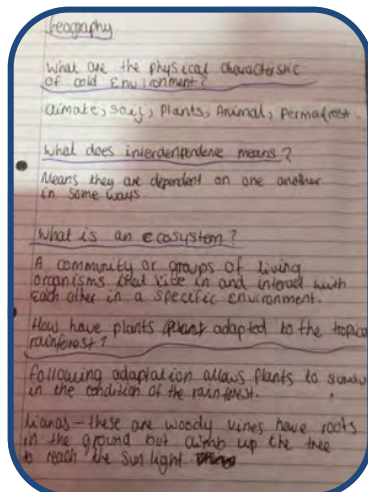 Geography
What are the physical characteristic
of cold Environment?
Climate, soij, Plants, Animal, Permafrost.
What does interdenpendene means?
Means they are dependent on one another
in some ways.
What is an Ecosystem?
A community or groups of living
organisms that live in and interact with
each other in a specific environment.
How have plants adapted to the tropical
rainforest?
following adaptation allows Plants to
in the condition of the rainforest.
lianas – these are woody vines have roots
in the ground but climb up the tree
to reach the sun light.